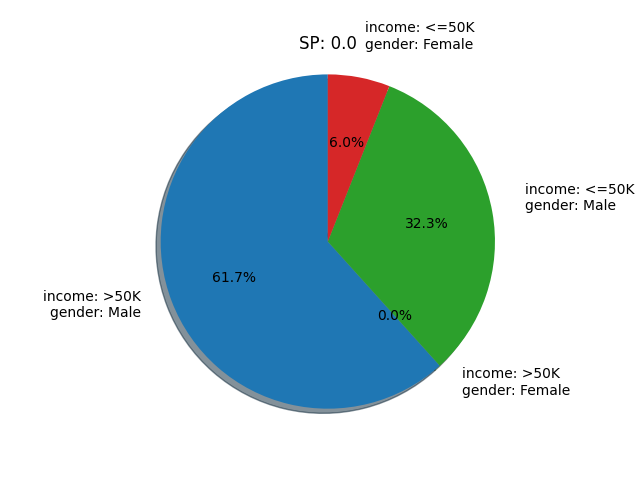 income: <=50K
gender: Female
SP: 0.0
6.0%
income: <=50K
gender: Male
32.3%
61.7%
income: >50K
gender: Male
0.0%
income: >50K
gender: Female